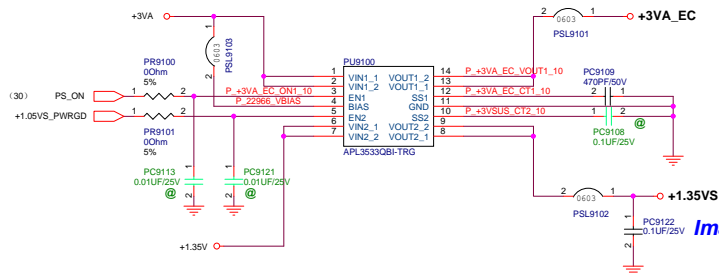 +3VA
0603
PSL9103
2 0603 1 +3VA_EC
PSL9101
PU9100
PR9100
0Ohm
5%
(30) PS_ON 1 2
+1.05VS_PWRGD 1 2
PR9101
0Ohm
5%
P_+3VA_EC_ON1_10
P_22966_VBIAS
1 VIN1_1 VOUT1_2 14
2 VIN1_2 VOUT1_1 13
3 EN1 SS1 12
4 BIAS GND 11
5 EN2 SS2 10
6 VIN2_1 VOUT2_2 9
7 VIN2_2 VOUT2_1 8
APL3533QBI-TRG
P_+3VA_EC_VOUT1_10
P_+3VA_EC_CT1_10
P_+3VSUS_CT2_10
PC9109
470PF/50V
2 1
1 2
PC9108
0.1UF/25V
@
PC9113
0.01UF/25V
@
PC9121
0.01UF/25V
@
+1.35V
2 0603 1 +1.35VS
PSL9102
PC9122
0.1UF/25V
1
2